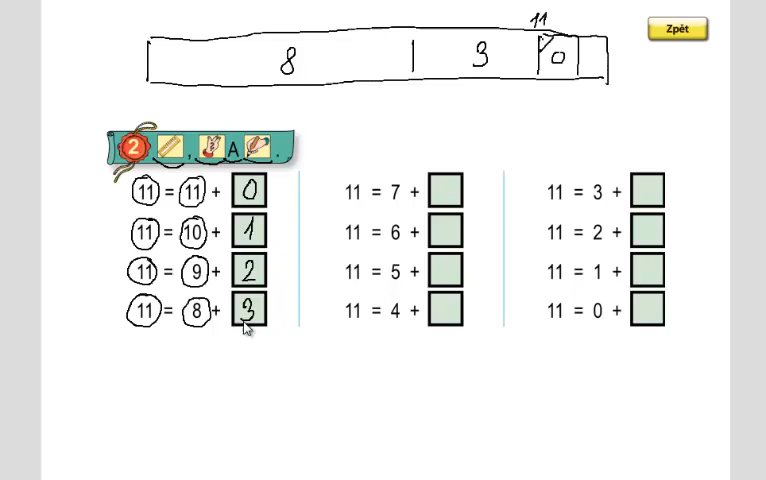 11
Zpět
8 3 0
2 , A .
11 = 11 + 0
11 = 10 + 1
11 = 9 + 2
11 = 8 + 3
11 = 7 +
11 = 6 +
11 = 5 +
11 = 4 +
11 = 3 +
11 = 2 +
11 = 1 +
11 = 0 +